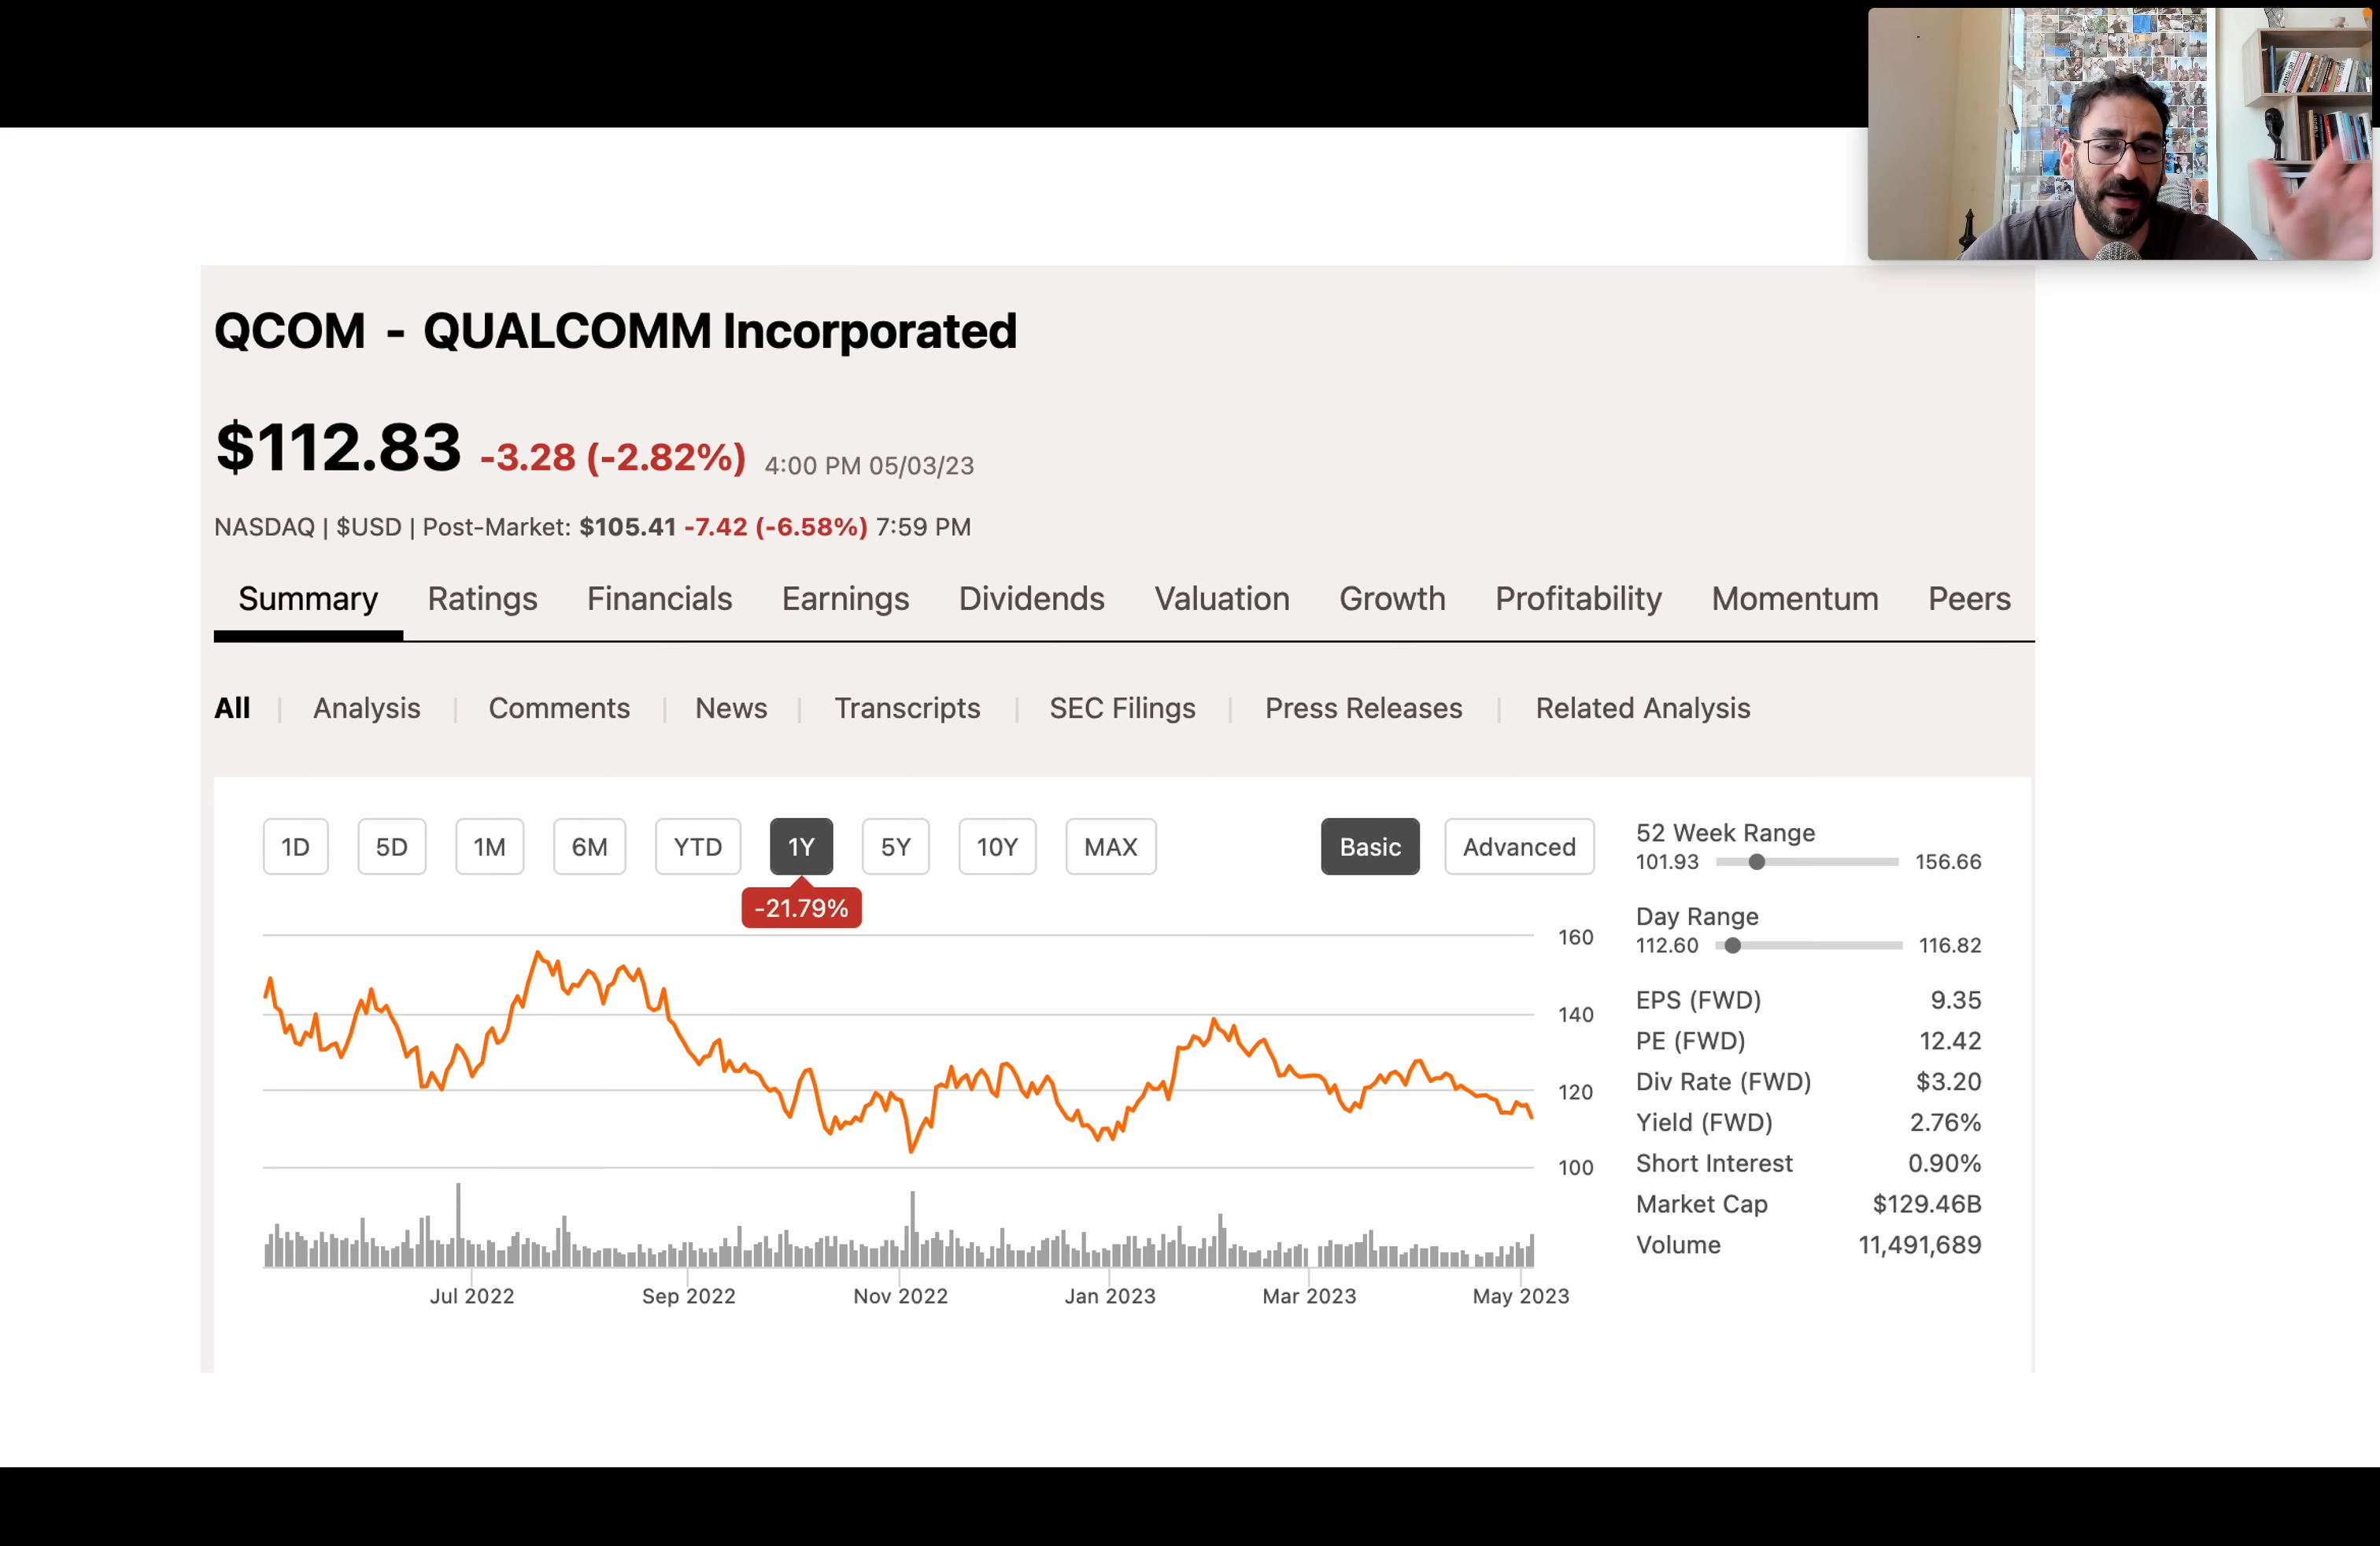 QCOM - QUALCOMM Incorporated
$112.83 -3.28 (-2.82%) 4:00 PM 05/03/23
NASDAQ | $USD | Post-Market: $105.41 -7.42 (-6.58%) 7:59 PM
Summary Ratings Financials Earnings Dividends Valuation Growth Profitability Momentum Peers
All | Analysis | Comments | News | Transcripts | SEC Filings | Press Releases | Related Analysis
1D 5D 1M 6M YTD 1Y 5Y 10Y MAX Basic Advanced
-21.79%
160
140
120
100
Jul 2022 Sep 2022 Nov 2022 Jan 2023 Mar 2023 May 2023
52 Week Range
101.93 156.66
Day Range
112.60 116.82
EPS (FWD) 9.35
PE (FWD) 12.42
Div Rate (FWD) $3.20
Yield (FWD) 2.76%
Short Interest 0.90%
Market Cap $129.46B
Volume 11,491,689